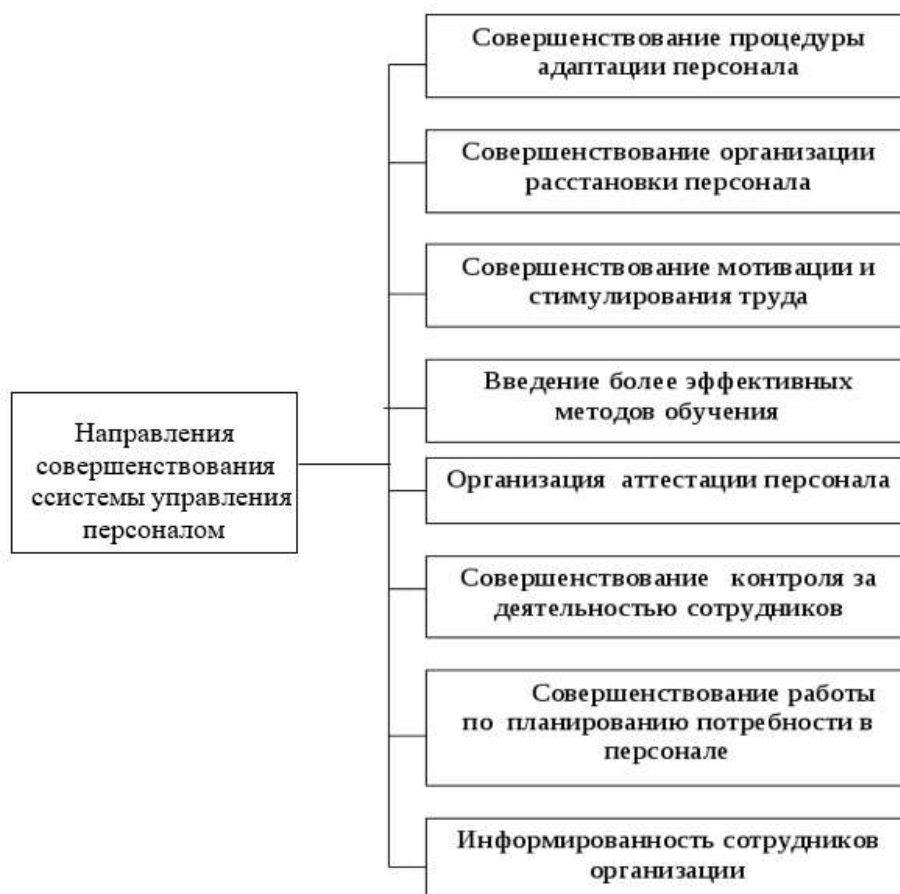 Направления
совершенствования
ссистемы управления
персоналом
Совершенствование процедуры
адаптации персонала
Совершенствование организации
расстановки персонала
Совершенствование мотивации и
стимулирования труда
Введение более эффективных
методов обучения
Организация аттестации персонала
Совершенствование контроля за
деятельностью сотрудников
Совершенствование работы
по планированию потребности в
персонале
Информированность сотрудников
организации